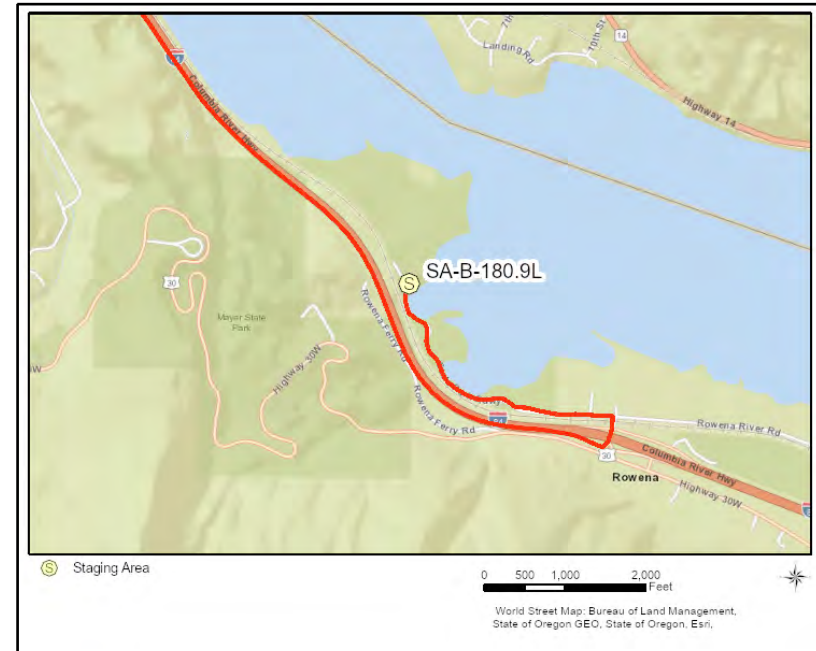 7th
10th St
14
Landing Rd
Highway 14
84
Columbia River Hwy
SA-B-180.9L
S
30
Mayer State
Park
Rowena Ferry Rd
Highway 30W
Rowena Ferry Rd
84
Rowena River Rd
30
Columbia River Hwy
Rowena
Highway 30W
S Staging Area
0 500 1,000 2,000
Feet
World Street Map: Bureau of Land Management,
State of Oregon GEO, State of Oregon, Esri,